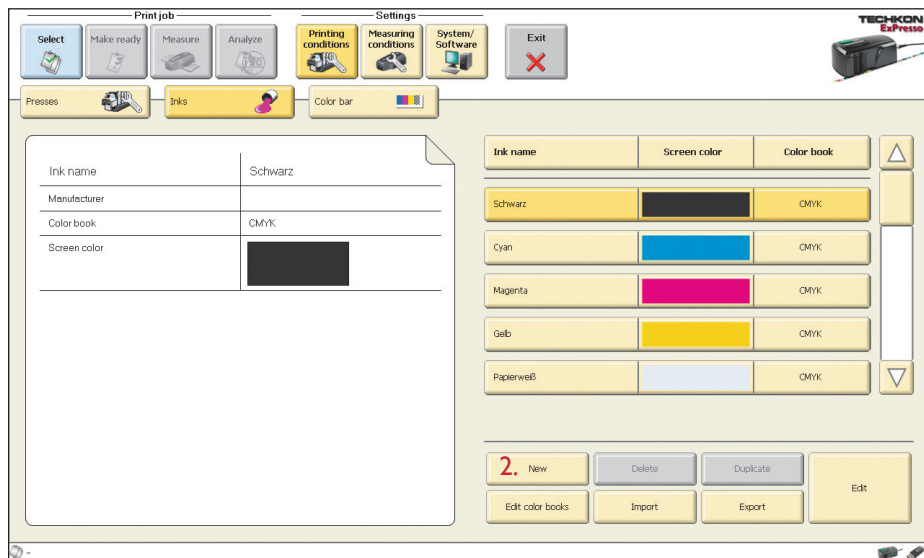 Print job
Settings
TECHKON
ExPresso
Select
Make ready
Measure
Analyze
Printing
conditions
Measuring
conditions
System/
Software
Exit
Presses
Inks
Color bar
Ink name Schwarz
Manufacturer
Color book CMYK
Screen color
Ink name Screen color Color book
Schwarz CMYK
Cyan CMYK
Magenta CMYK
Gelb CMYK
Papierweiß CMYK
2. New Delete Duplicate
Edit
Edit color books Import Export
-